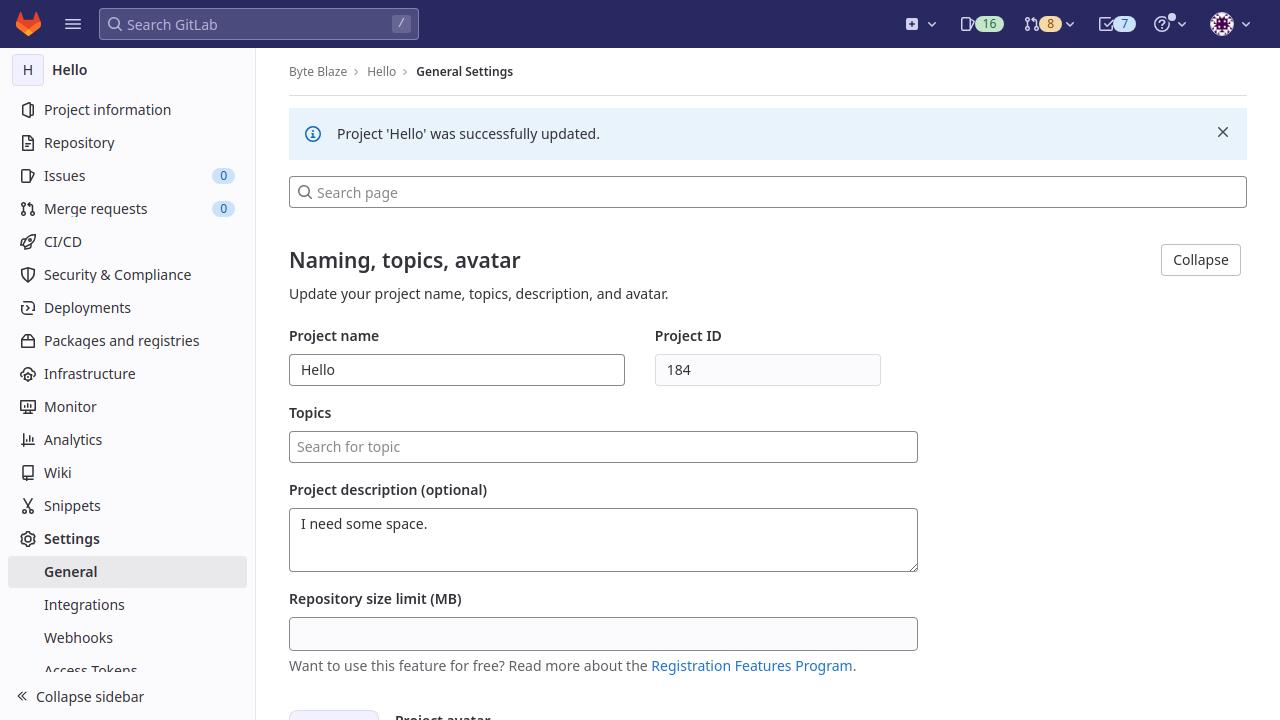 Search GitLab
/
16
8
7
H
Hello
Project information
Repository
Issues
0
Merge requests
0
CI/CD
Security & Compliance
Deployments
Packages and registries
Infrastructure
Monitor
Analytics
Wiki
Snippets
Settings
General
Integrations
Webhooks
Access Tokens
Collapse sidebar
Byte Blaze
Hello
General Settings
Project 'Hello' was successfully updated.
Search page
Naming, topics, avatar
Collapse
Update your project name, topics, description, and avatar.
Project name
Project ID
Hello
184
Topics
Search for topic
Project description (optional)
I need some space.
Repository size limit (MB)
Want to use this feature for free? Read more about the Registration Features Program.
Project avatar